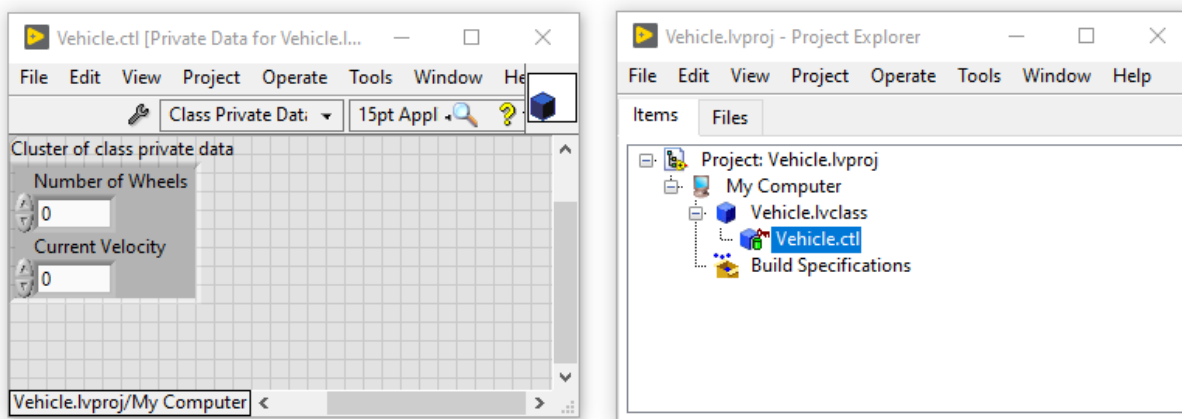 Vehicle.ctl [Private Data for Vehicle.l...
File Edit View Project Operate Tools Window He
Class Private Dat: 15pt Appl
Cluster of class private data
Number of Wheels
0
Current Velocity
0
Vehicle.lvproj/My Computer
Vehicle.lvproj - Project Explorer
File Edit View Project Operate Tools Window Help
Items Files
Project: Vehicle.lvproj
My Computer
Vehicle.lvclass
Vehicle.ctl
Build Specifications